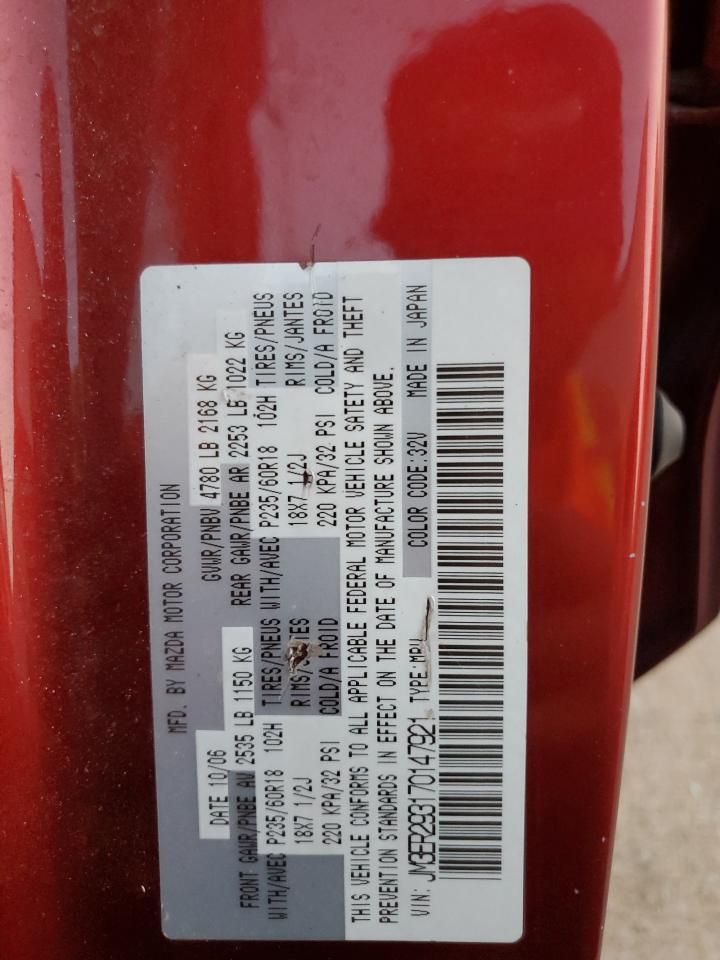 MFD. BY MAZDA MOTOR CORPORATION
DATE 10/06 GVWR/PNBV 4780 LB 2168 KG
FRONT GAWR/PNBE AV 2535 LB 1150 KG REAR GAWR/PNBE AR 2253 LB 1022 KG
WITH/AVEC P235/60R18 102H TIRES/PNEUS WITH/AVEC P235/60R18 102H TIRES/PNEUS
18X7 1/2J RIMS/JANTES 18X7 1/2J RIMS/JANTES
220 KPA/32 PSI COLD/A FROID 220 KPA/32 PSI COLD/A FROID
THIS VEHICLE CONFORMS TO ALL APPLICABLE FEDERAL MOTOR VEHICLE SAFETY AND THEFT
PREVENTION STANDARDS IN EFFECT ON THE DATE OF MANUFACTURE SHOWN ABOVE.
VIN: JM3ER293170147921 TYPE:MPV COLOR CODE:32V MADE IN JAPAN